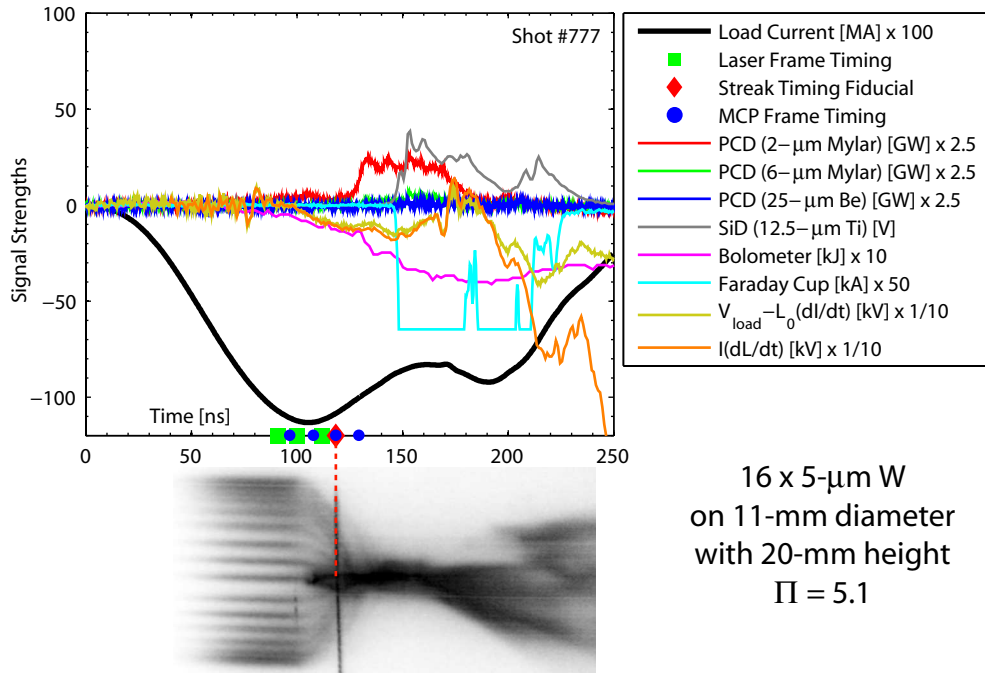 100
50
0
−50
−100
Signal Strengths
Shot #777
Time [ns]
0 50 100 150 200 250
Load Current [MA] x 100
Laser Frame Timing
Streak Timing Fiducial
MCP Frame Timing
PCD (2−μm Mylar) [GW] x 2.5
PCD (6−μm Mylar) [GW] x 2.5
PCD (25−μm Be) [GW] x 2.5
SiD (12.5−μm Ti) [V]
Bolometer [kJ] x 10
Faraday Cup [kA] x 50
V_load−L_0(dI/dt) [kV] x 1/10
I(dL/dt) [kV] x 1/10
16 x 5-μm W
on 11-mm diameter
with 20-mm height
Π = 5.1